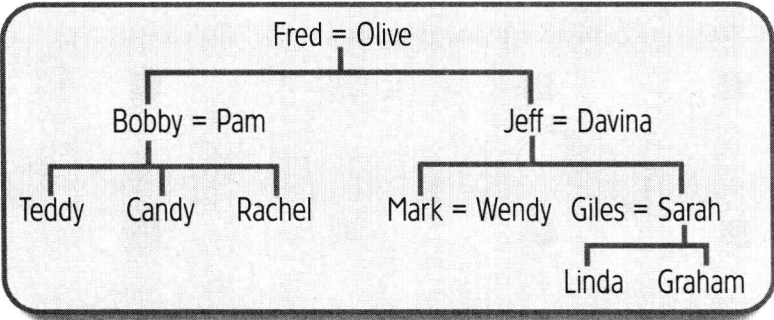 Fred = Olive
Bobby = Pam Jeff = Davina
Teddy Candy Rachel Mark = Wendy Giles = Sarah
Linda Graham